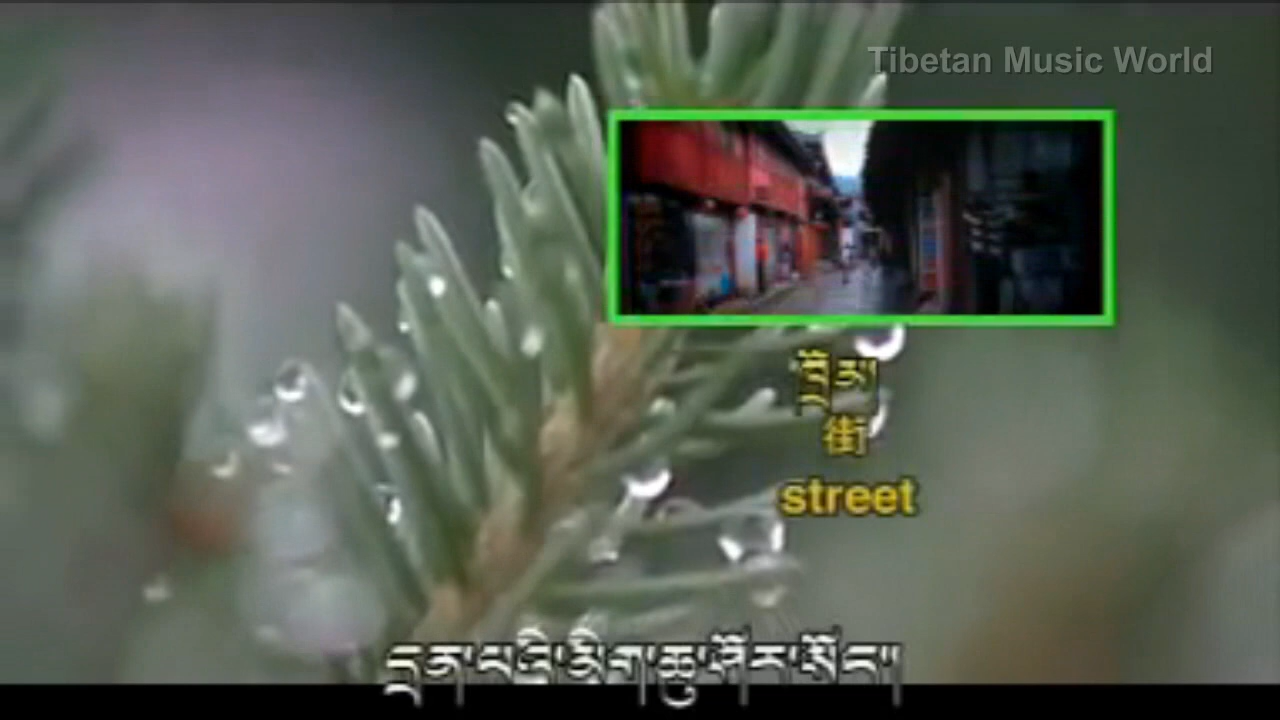 Tibetan Music World
ཁྲོམ།
街
street
དྲན་པའི་མིག་ཆུ་ཤོར་སོང་།